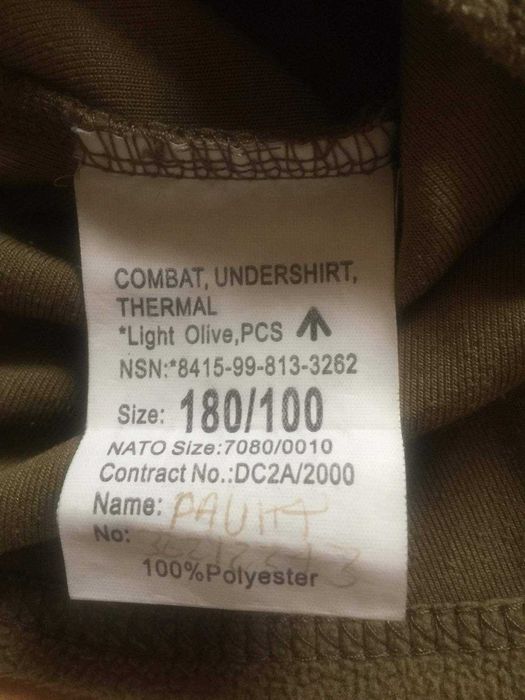 COMBAT, UNDERSHIRT,
THERMAL
*Light Olive,PCS
NSN:*8415-99-813-3262
Size: 180/100
NATO Size:7080/0010
Contract No.:DC2A/2000
Name:
No:
100%Polyester